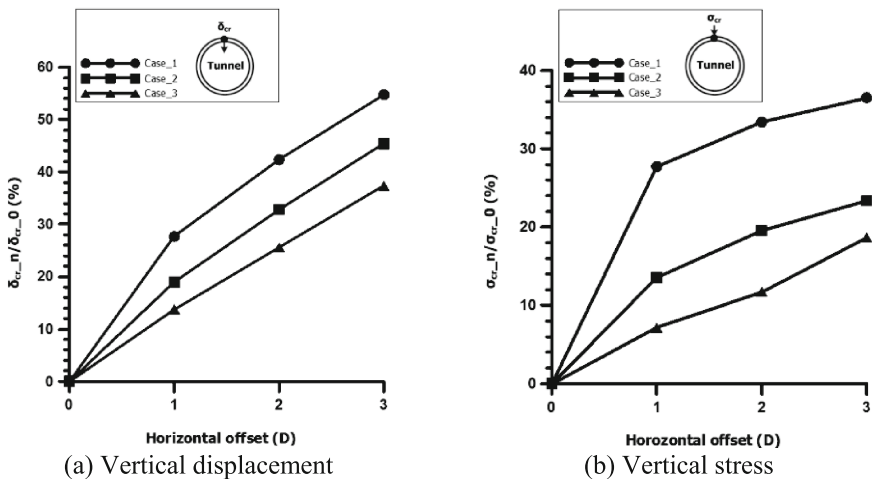 δcr
Tunnel
Case_1
Case_2
Case_3
60
50
40
30
20
10
0
δcr_n/δcr_0 (%)
0 1 2 3
Horizontal offset (D)
(a) Vertical displacement
σcr
Tunnel
Case_1
Case_2
Case_3
40
30
20
10
0
σcr_n/σcr_0 (%)
0 1 2 3
Horozontal offset (D)
(b) Vertical stress